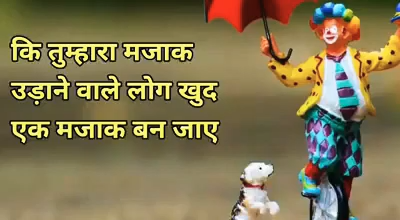 कि तुम्हारा मजाक
उड़ाने वाले लोग खुद
एक मजाक बन जाए